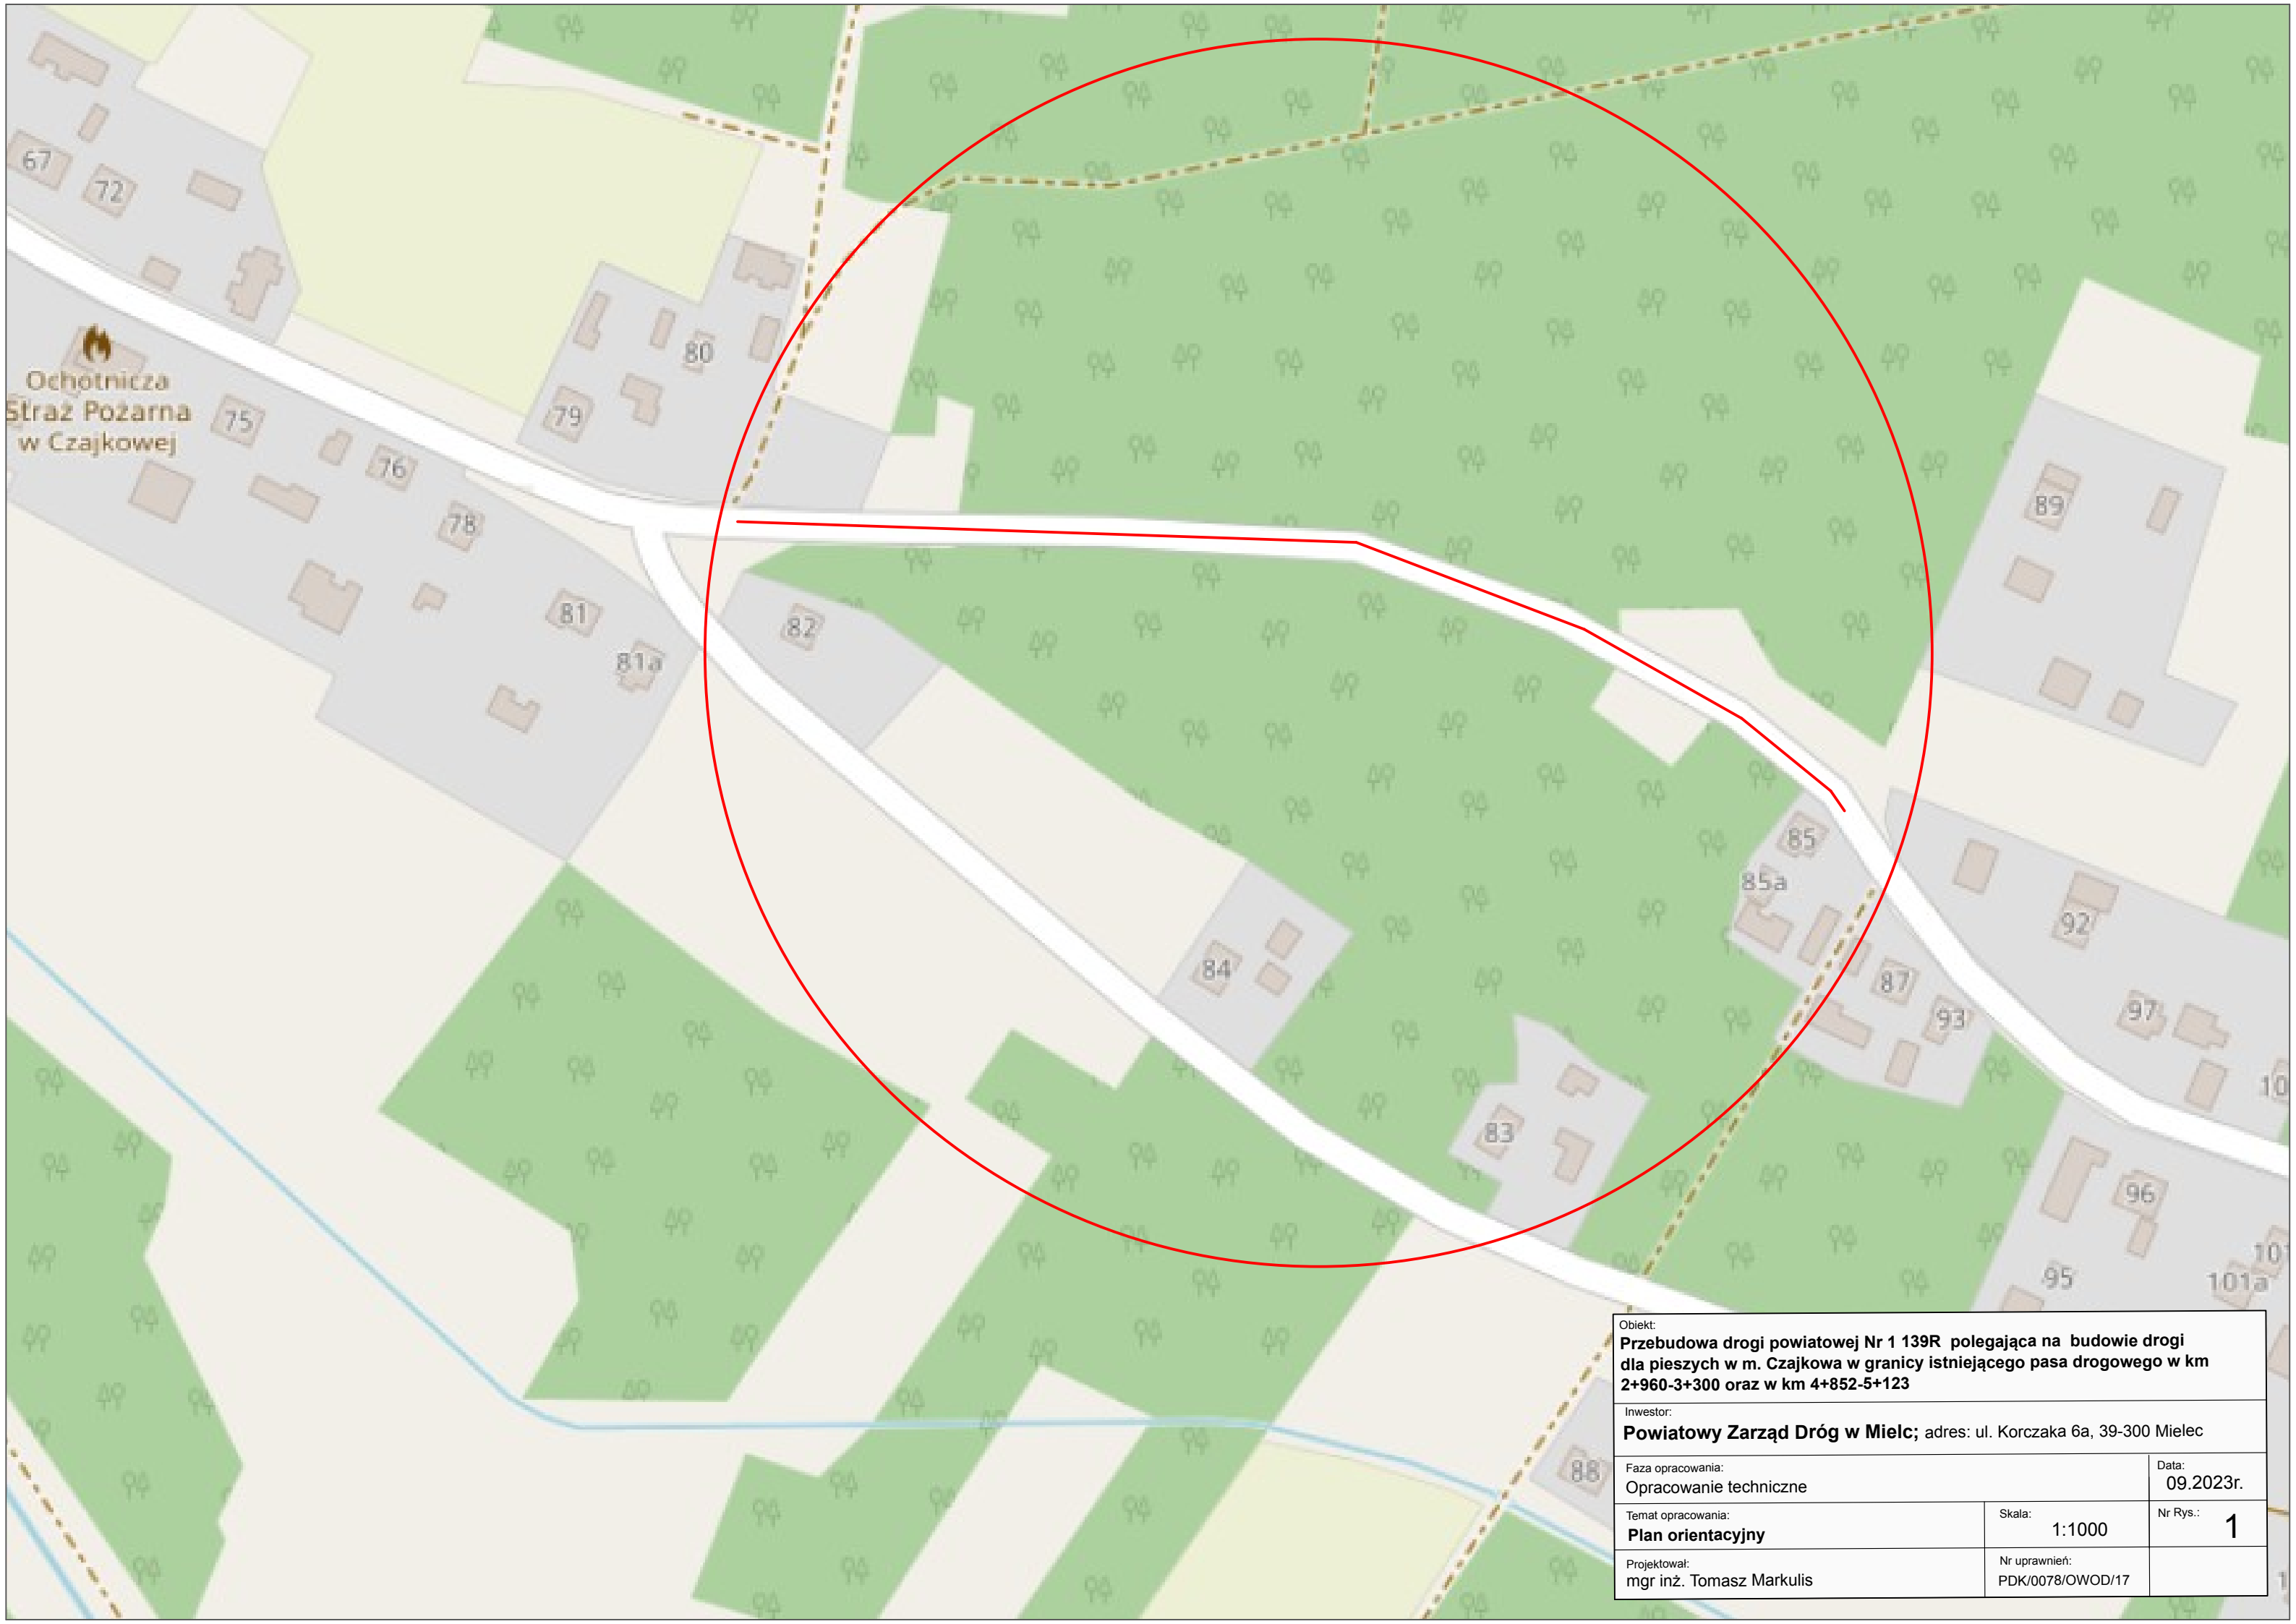 67
72
Ochotnicza
Straż Pożarna
w Czajkowej
75
76
78
79
80
81
81a
82
84
83
85
85a
87
93
89
92
97
10
96
95
101
101a
88
Obiekt:
Przebudowa drogi powiatowej Nr 1 139R polegająca na budowie drogi
dla pieszych w m. Czajkowa w granicy istniejącego pasa drogowego w km
2+960-3+300 oraz w km 4+852-5+123
Inwestor:
Powiatowy Zarząd Dróg w Mielc; adres: ul. Korczaka 6a, 39-300 Mielec
Faza opracowania:
Opracowanie techniczne
Data:
09.2023r.
Temat opracowania:
Plan orientacyjny
Skala:
1:1000
Nr Rys.:
1
Projektował:
mgr inż. Tomasz Markulis
Nr uprawnień:
PDK/0078/OWOD/17